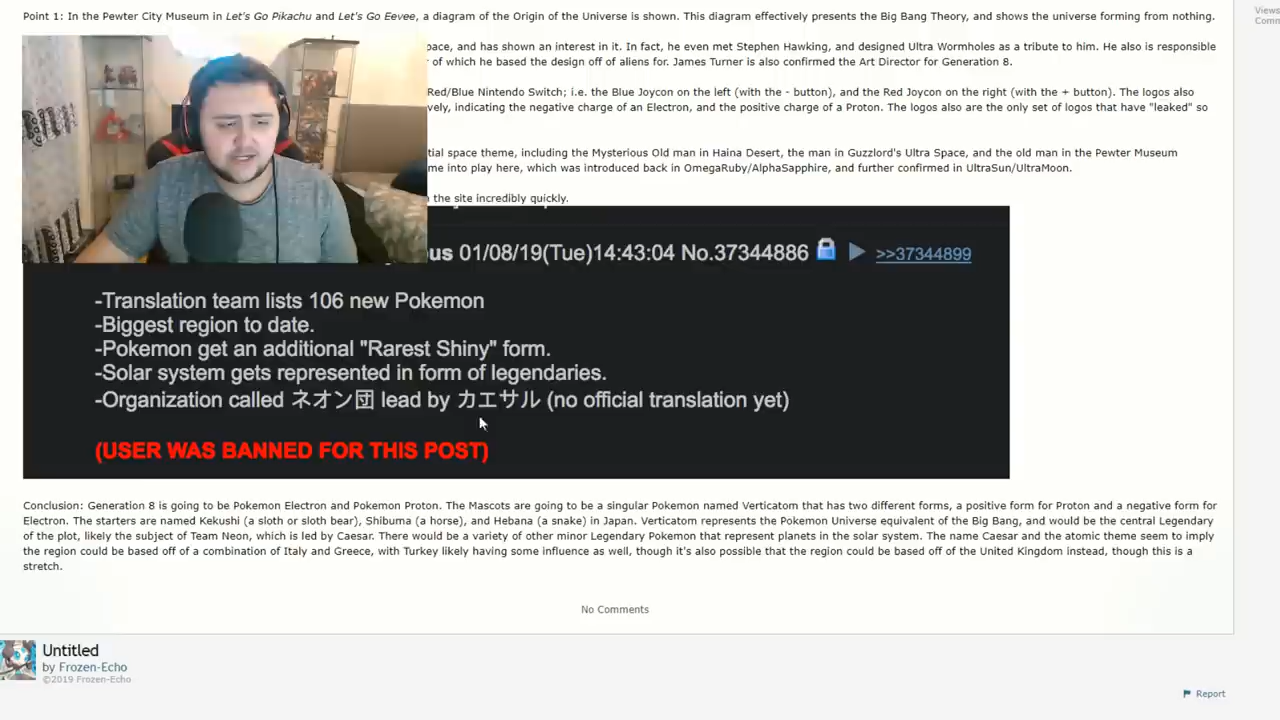 Point 1: In the Pewter City Museum in Let's Go Pikachu and Let's Go Eevee, a diagram of the Origin of the Universe is shown. This diagram effectively presents the Big Bang Theory, and shows the universe forming from nothing.
Views
Comm
pace, and has shown an interest in it. In fact, he even met Stephen Hawking, and designed Ultra Wormholes as a tribute to him. He also is responsible
r of which he based the design off of aliens for. James Turner is also confirmed the Art Director for Generation 8.
Red/Blue Nintendo Switch; i.e. the Blue Joycon on the left (with the - button), and the Red Joycon on the right (with the + button). The logos also
vely, indicating the negative charge of an Electron, and the positive charge of a Proton. The logos also are the only set of logos that have "leaked" so
tial space theme, including the Mysterious Old man in Haina Desert, the man in Guzzlord's Ultra Space, and the old man in the Pewter Museum
me into play here, which was introduced back in OmegaRuby/AlphaSapphire, and further confirmed in UltraSun/UltraMoon.
n the site incredibly quickly.
ous 01/08/19(Tue)14:43:04 No.37344886 >>37344899
-Translation team lists 106 new Pokemon
-Biggest region to date.
-Pokemon get an additional "Rarest Shiny" form.
-Solar system gets represented in form of legendaries.
-Organization called ネオン団 lead by カエサル (no official translation yet)
(USER WAS BANNED FOR THIS POST)
Conclusion: Generation 8 is going to be Pokemon Electron and Pokemon Proton. The Mascots are going to be a singular Pokemon named Verticatom that has two different forms, a positive form for Proton and a negative form for
Electron. The starters are named Kekushi (a sloth or sloth bear), Shibuma (a horse), and Hebana (a snake) in Japan. Verticatom represents the Pokemon Universe equivalent of the Big Bang, and would be the central Legendary
of the plot, likely the subject of Team Neon, which is led by Caesar. There would be a variety of other minor Legendary Pokemon that represent planets in the solar system. The name Caesar and the atomic theme seem to imply
the region could be based off of a combination of Italy and Greece, with Turkey likely having some influence as well, though it's also possible that the region could be based off of the United Kingdom instead, though this is a
stretch.
No Comments
Untitled
by Frozen-Echo
©2019 Frozen-Echo
Report